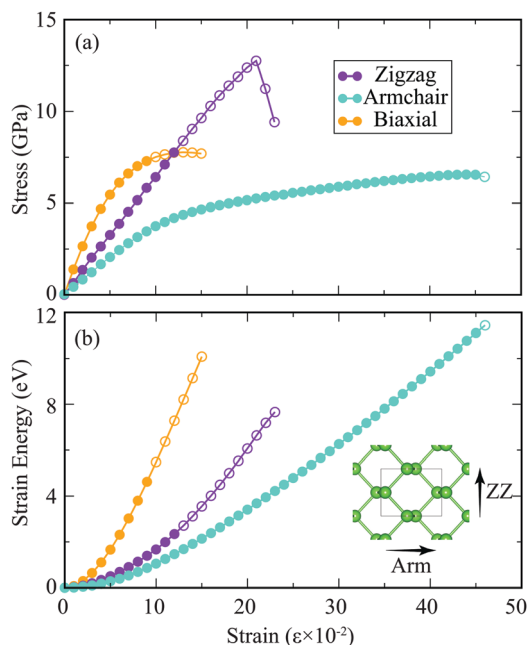 15
(a)
Zigzag
Armchair
Biaxial
10
Stress (GPa)
5
0
12
(b)
8
Strain Energy (eV)
4
ZZ
Arm
0
0 10 20 30 40 50
Strain (ε×10⁻²)